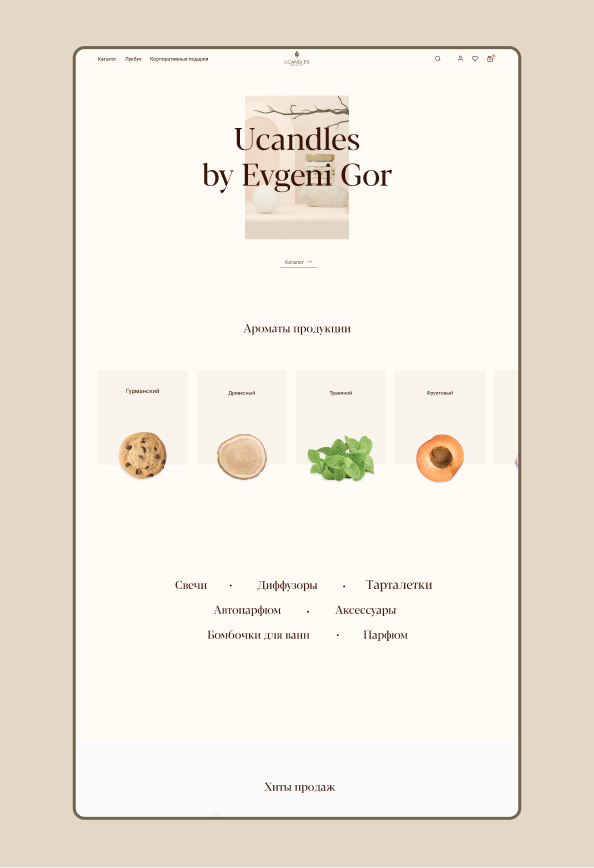 Каталог Лукбук Корпоративные подарки
UCANDLES
Ucandles
by Evgeni Gor
Каталог →
Ароматы продукции
Гурманский Древесный Травяной Фруктовый
Свечи • Диффузоры • Тарталетки
Автопарфюм • Аксессуары
Бомбочки для ванн • Парфюм
Хиты продаж